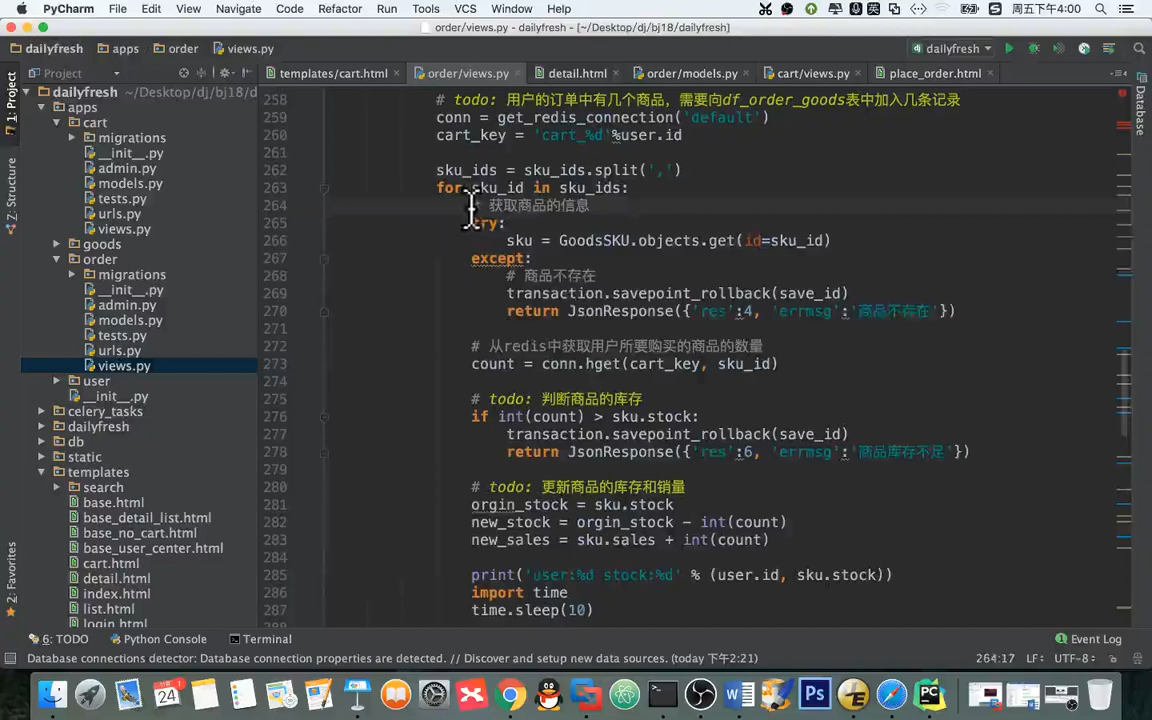 PyCharm File Edit View Navigate Code Refactor Run Tools VCS Window Help 周五下午4:00
order/views.py - dailyfresh - [~/Desktop/dj/bj18/dailyfresh]
dailyfresh apps order views.py dailyfresh
Project templates/cart.html order/views.py detail.html order/models.py cart/views.py place_order.html
1: Project
Z: Structure
2: Favorites
Database
dailyfresh ~/Desktop/dj/bj18/d
apps
cart
migrations
__init__.py
admin.py
models.py
tests.py
urls.py
views.py
goods
order
migrations
__init__.py
admin.py
models.py
tests.py
urls.py
views.py
user
__init__.py
celery_tasks
dailyfresh
db
static
templates
search
base.html
base_detail_list.html
base_no_cart.html
base_user_center.html
cart.html
detail.html
index.html
list.html
login.html
258 # todo: 用户的订单中有几个商品，需要向df_order_goods表中加入几条记录
259 conn = get_redis_connection('default')
260 cart_key = 'cart_%d'%user.id
261
262 sku_ids = sku_ids.split(',')
263 for sku_id in sku_ids:
264 # 获取商品的信息
265 try:
266 sku = GoodsSKU.objects.get(id=sku_id)
267 except:
268 # 商品不存在
269 transaction.savepoint_rollback(save_id)
270 return JsonResponse({'res':4, 'errmsg':'商品不存在'})
271
272 # 从redis中获取用户所要购买的商品的数量
273 count = conn.hget(cart_key, sku_id)
274
275 # todo: 判断商品的库存
276 if int(count) > sku.stock:
277 transaction.savepoint_rollback(save_id)
278 return JsonResponse({'res':6, 'errmsg':'商品库存不足'})
279
280 # todo: 更新商品的库存和销量
281 orgin_stock = sku.stock
282 new_stock = orgin_stock - int(count)
283 new_sales = sku.sales + int(count)
284
285 print('user:%d stock:%d' % (user.id, sku.stock))
286 import time
287 time.sleep(10)
6: TODO Python Console Terminal 1 Event Log
Database connections detector: Database connection properties are detected. // Discover and setup new data sources. (today 下午2:21) 264:17 LF÷ UTF-8÷
24 Ps PC